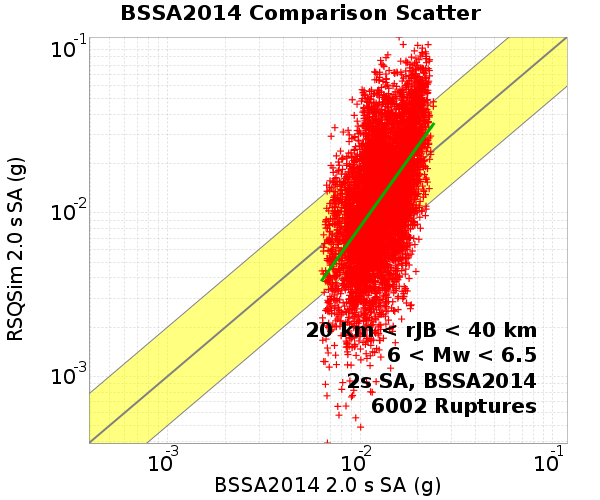 BSSA2014 Comparison Scatter
RSQSim 2.0 s SA (g)
10-1
10-2
10-3
20 km < rJB < 40 km
6 < Mw < 6.5
2s SA, BSSA2014
6002 Ruptures
10-3 10-2 10-1
BSSA2014 2.0 s SA (g)